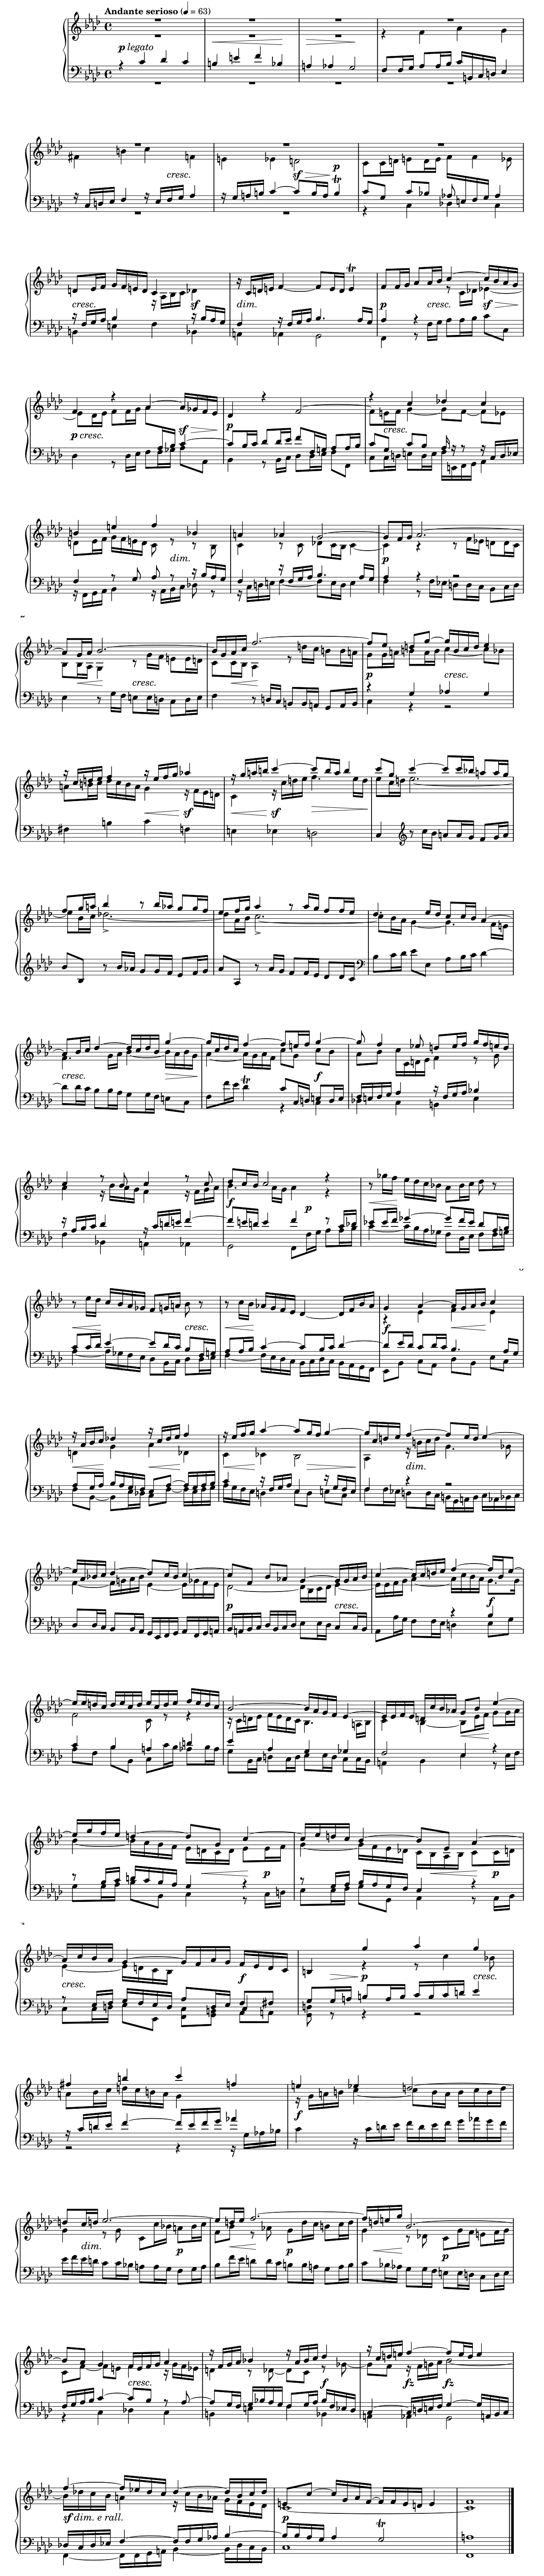 Andante serioso (♩ = 63)
p legato
cresc.
sf p
cresc. sf dim. p cresc. sf
p cresc. sf p cresc.
dim. p
cresc. p cresc.
sf sf
cresc. f
f p
cresc. f
dim.
p cresc. f
p p
cresc. f p cresc.
f
p p p
cresc. f fz fz
sf dim. e rall. p